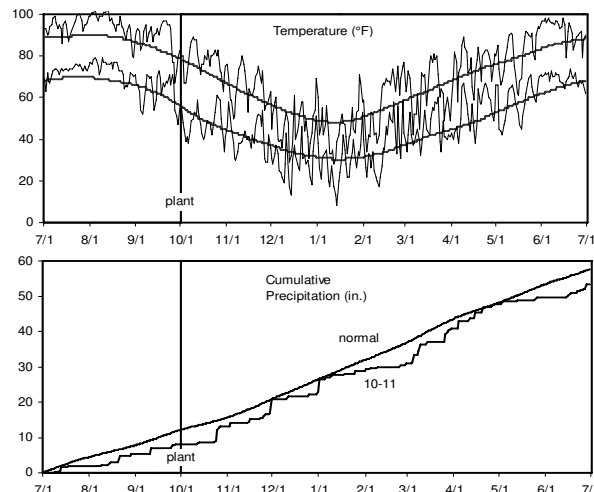 100
Temperature (°F)
80
60
40
20
plant
0
7/1 8/1 9/1 10/1 11/1 12/1 1/1 2/1 3/1 4/1 5/1 6/1 7/1
60
Cumulative
Precipitation (in.)
50
normal
40
30
10-11
20
10
plant
0
7/1 8/1 9/1 10/1 11/1 12/1 1/1 2/1 3/1 4/1 5/1 6/1 7/